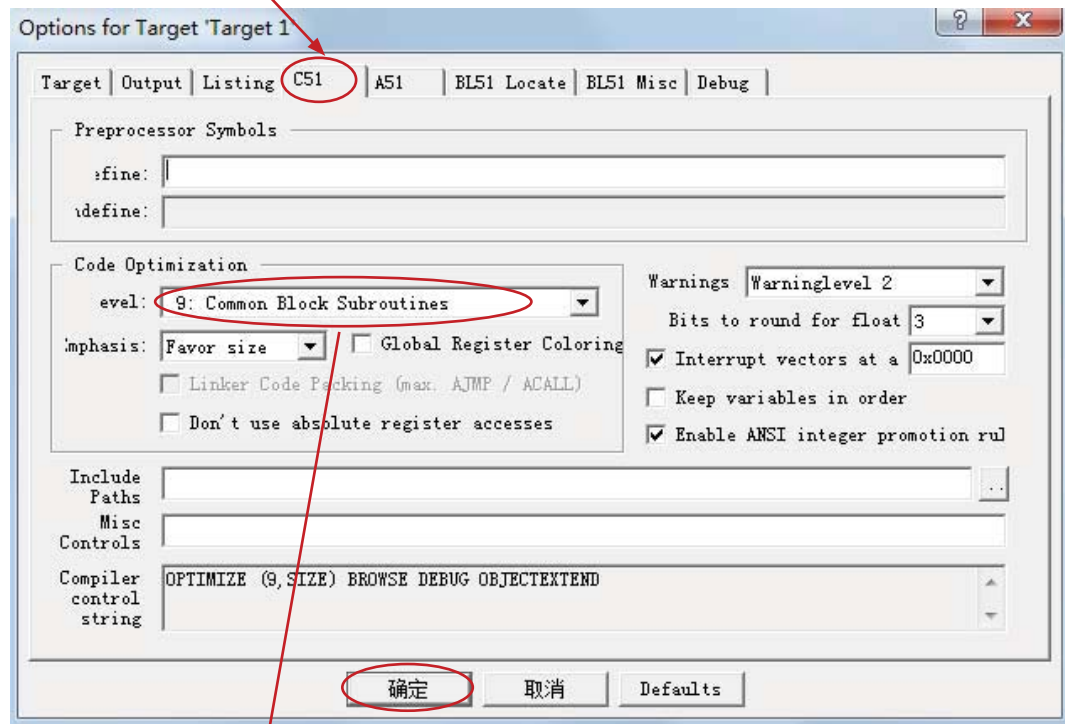 Options for Target 'Target 1'
Target Output Listing C51 A51 BL51 Locate BL51 Misc Debug
Preprocessor Symbols
efine:
ndefine:
Code Optimization
evel: 9: Common Block Subroutines
mphasis: Favor size Global Register Coloring
Linker Code Packing (max. AJMP / ACALL)
Don't use absolute register accesses
Warnings Warninglevel 2
Bits to round for float 3
Interrupt vectors at a 0x0000
Keep variables in order
Enable ANSI integer promotion rul
Include Paths ..
Misc Controls
Compiler control string OPTIMIZE (9,SIZE) BROWSE DEBUG OBJECTEXTEND
确定 取消 Defaults